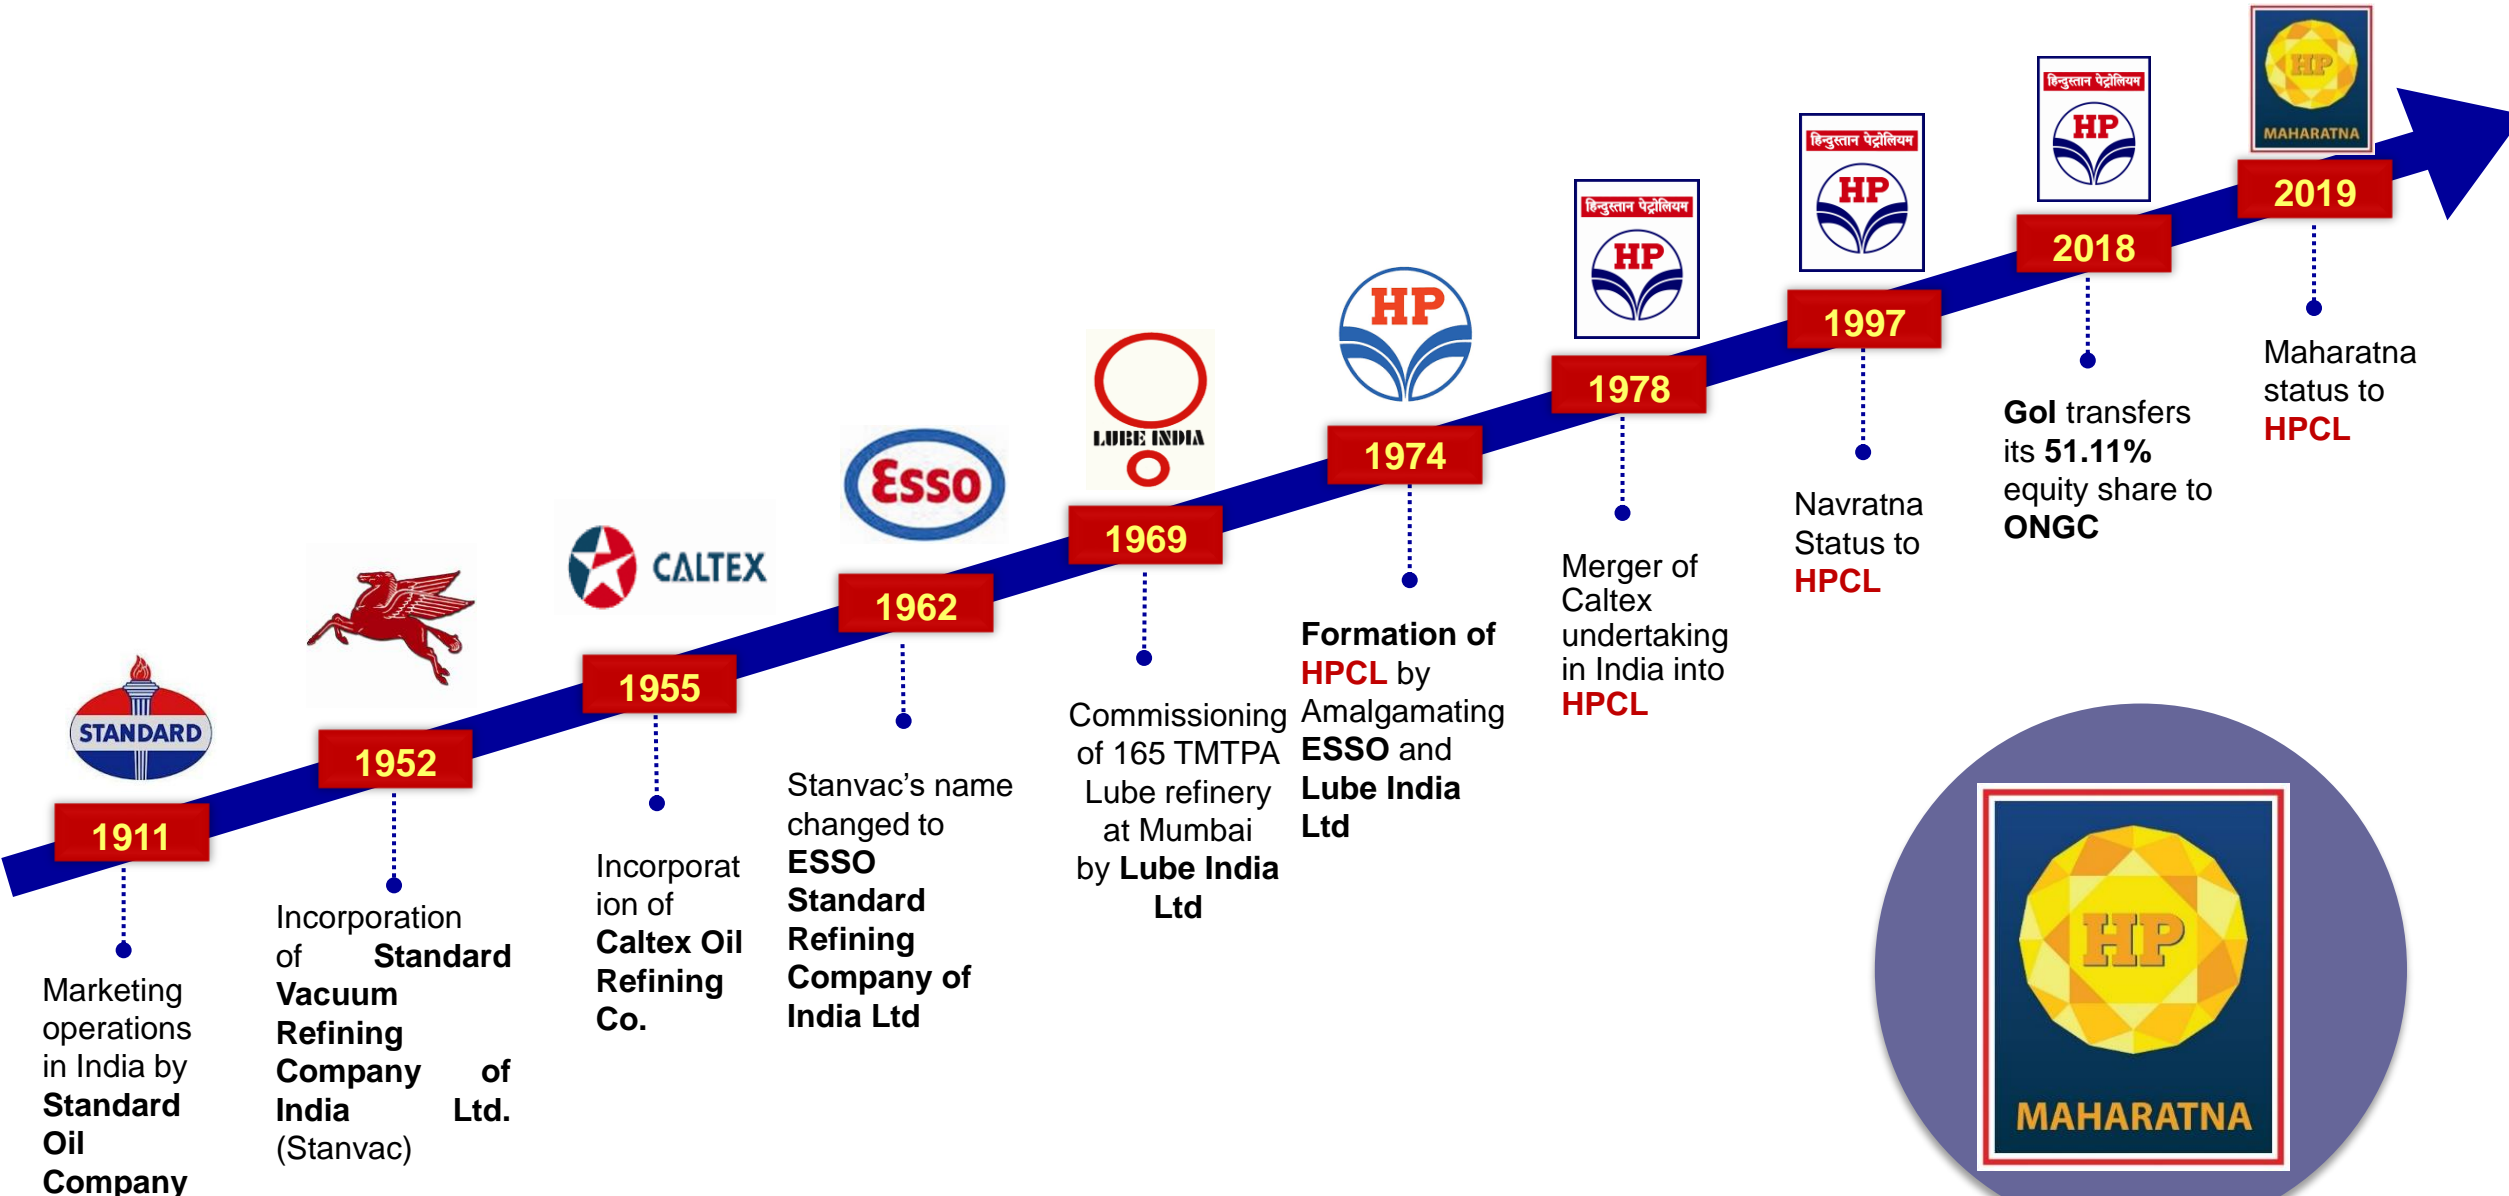 STANDARD
1911
Marketing
operations
in India by
Standard
Oil
Company
1952
Incorporation
of Standard
Vacuum
Refining
Company of
India Ltd.
(Stanvac)
CALTEX
1955
Incorporat
ion of
Caltex Oil
Refining
Co.
Esso
1962
Stanvac’s name
changed to
ESSO
Standard
Refining
Company of
India Ltd
LUBE INDIA
1969
Commissioning
of 165 TMTPA
Lube refinery
at Mumbai
by Lube India
Ltd
HP
1974
Formation of
HPCL by
Amalgamating
ESSO and
Lube India
Ltd
हिन्दुस्तान पेट्रोलियम
HP
1978
Merger of
Caltex
undertaking
in India into
HPCL
हिन्दुस्तान पेट्रोलियम
HP
1997
Navratna
Status to
HPCL
हिन्दुस्तान पेट्रोलियम
HP
2018
GoI transfers
its 51.11%
equity share to
ONGC
HP
MAHARATNA
2019
Maharatna
status to
HPCL
HP
MAHARATNA